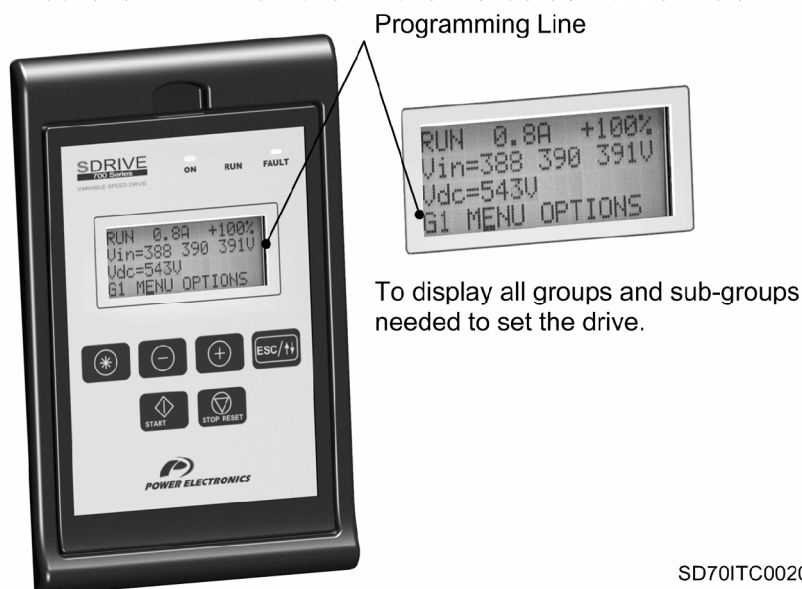 Programming Line
SDRIVE
700 Series
VARIABLE SPEED DRIVE
ON RUN FAULT
RUN 0.8A +100%
Vin=388 390 391V
Vdc=543V
G1 MENU OPTIONS
ESC/
START
STOP RESET
POWER ELECTRONICS
RUN 0.8A +100%
Vin=388 390 391V
Vdc=543V
G1 MENU OPTIONS
To display all groups and sub-groups
needed to set the drive.
SD70ITC0020